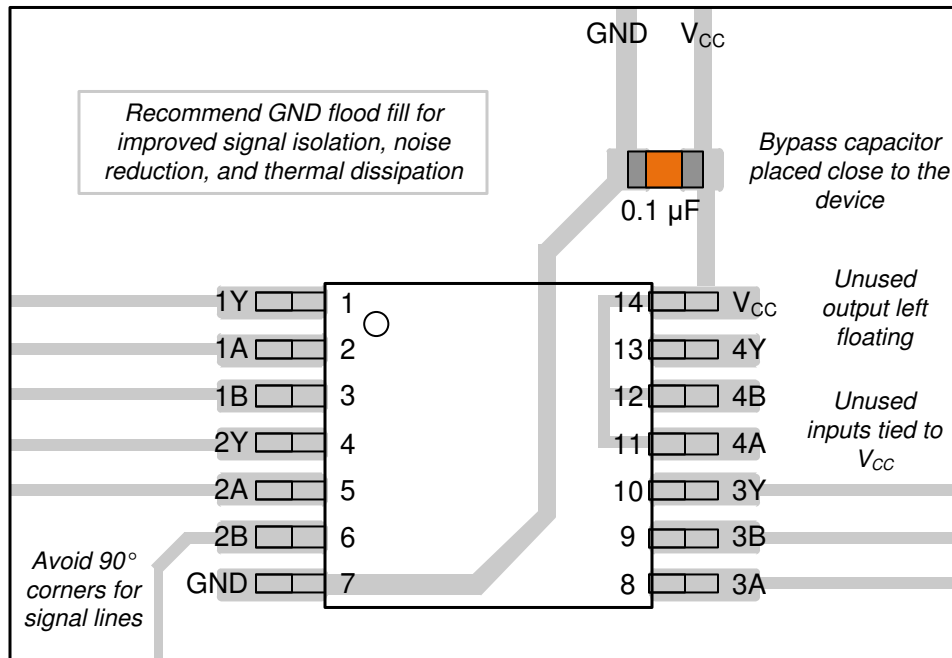 GND
V_CC
Recommend GND flood fill for
improved signal isolation, noise
reduction, and thermal dissipation
Bypass capacitor
placed close to the
device
0.1 μF
1Y 1 14 V_CC
1A 2 13 4Y
1B 3 12 4B
2Y 4 11 4A
2A 5 10 3Y
2B 6 9 3B
GND 7 8 3A
Unused
output left
floating
Unused
inputs tied to
V_CC
Avoid 90°
corners for
signal lines